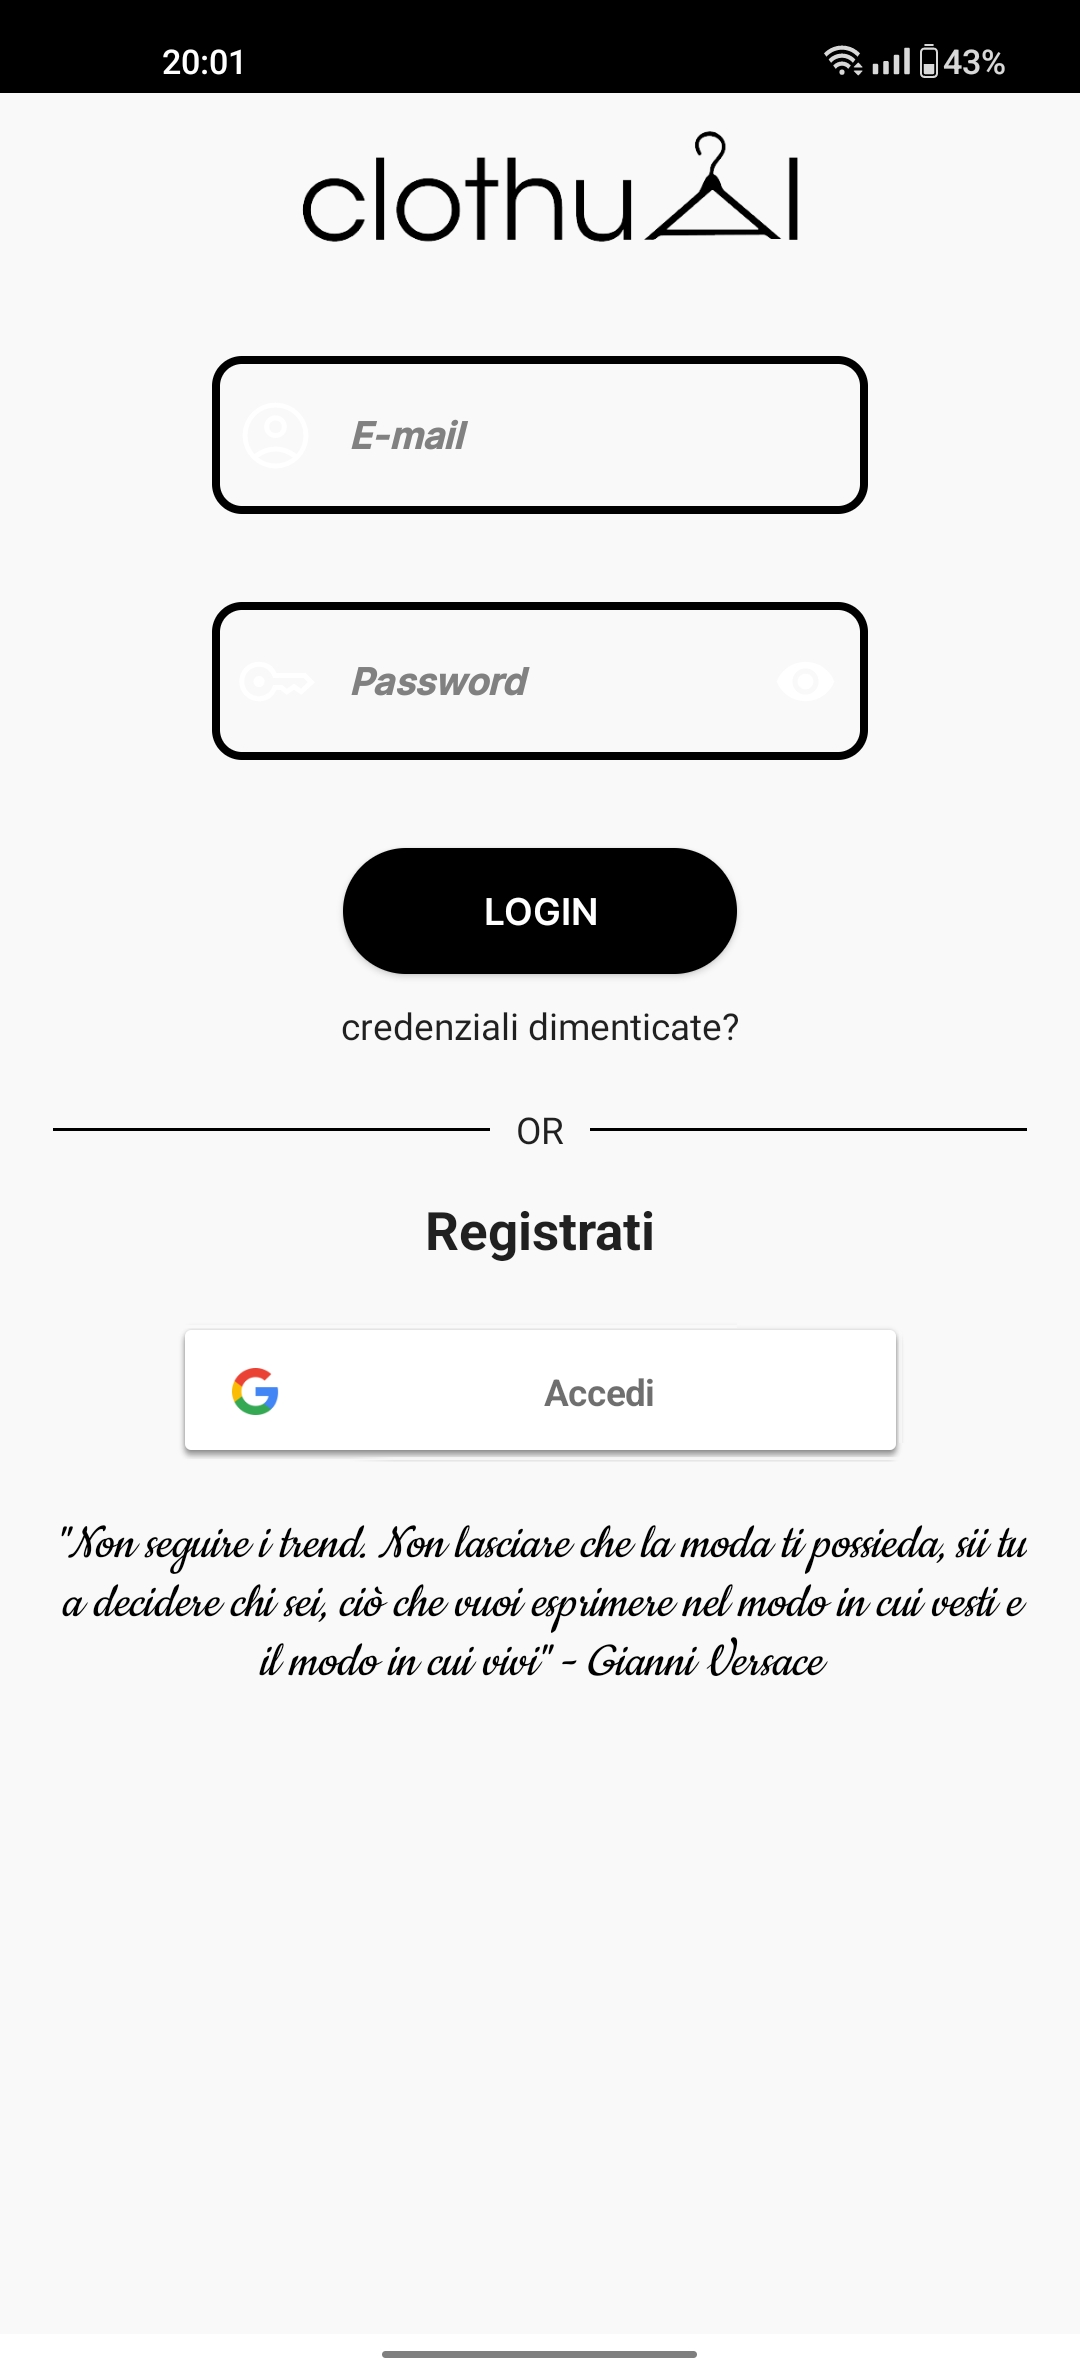 20:01 43%
clothual
E-mail
Password
LOGIN
credenziali dimenticate?
OR
Registrati
Accedi
"Non seguire i trend. Non lasciare che la moda ti possieda, sii tu
a decidere chi sei, ciò che vuoi esprimere nel modo in cui vesti e
il modo in cui vivi" - Gianni Versace